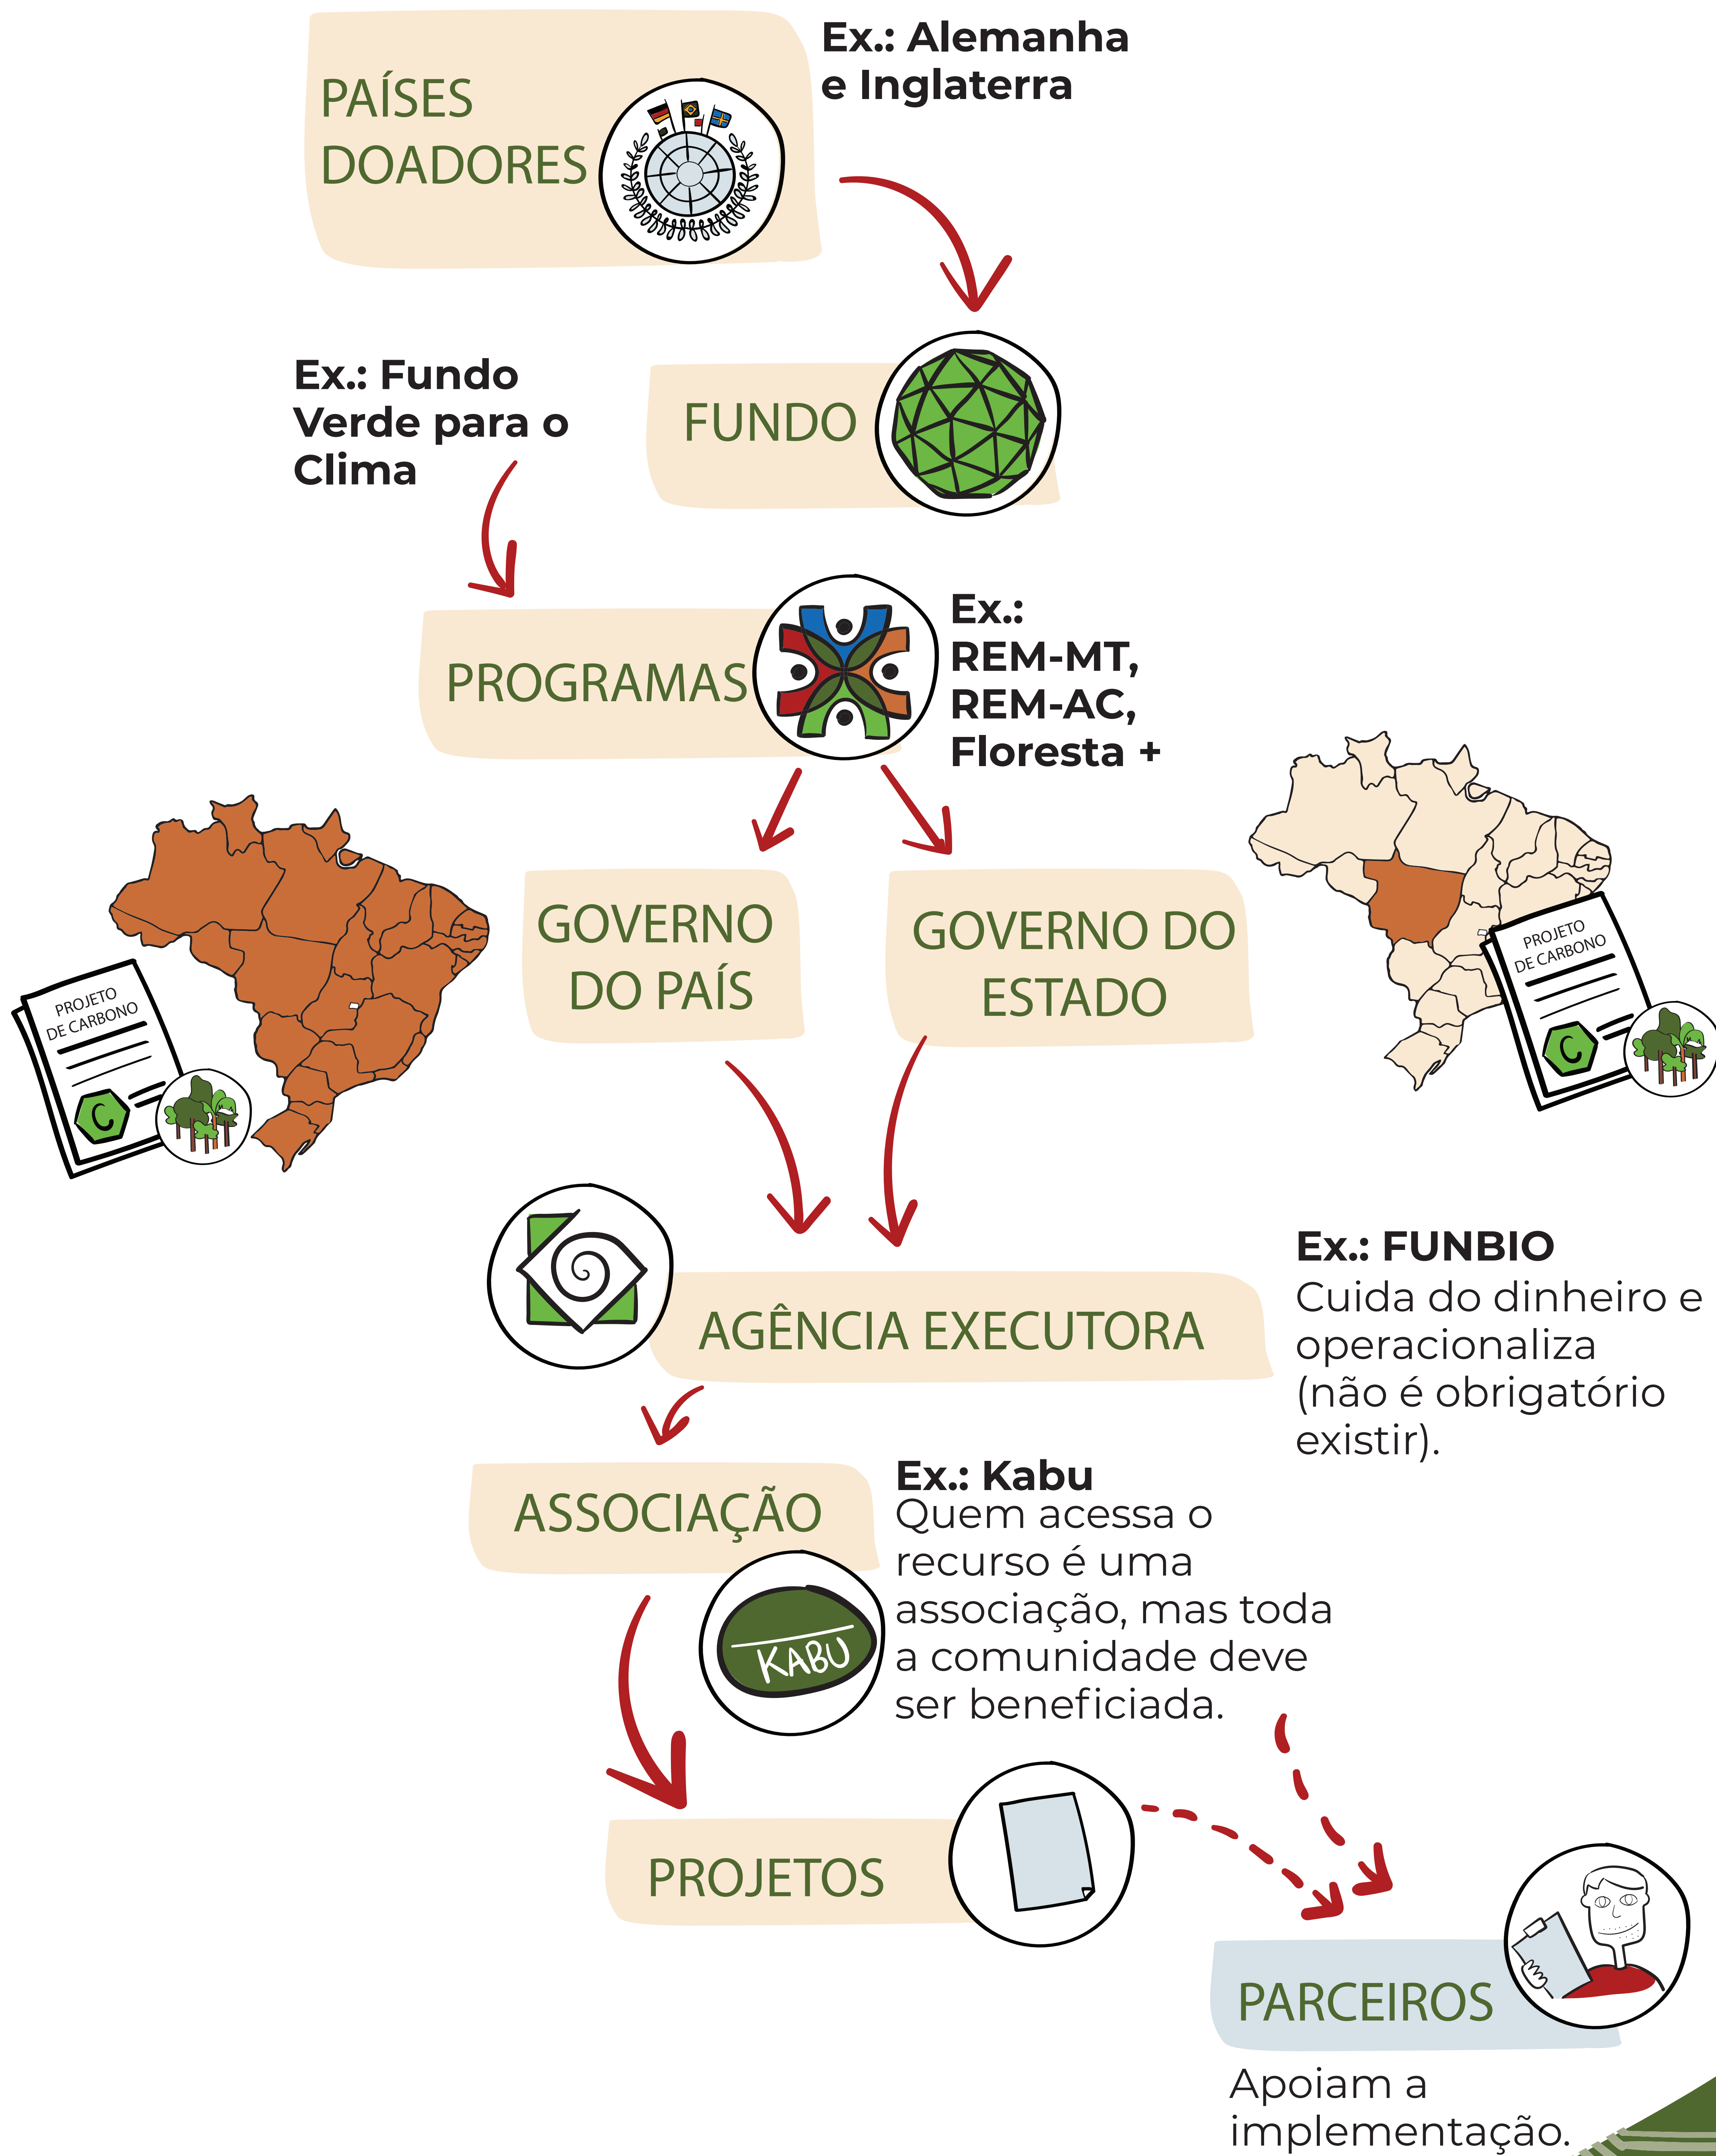 PAÍSES
DOADORES
Ex.: Alemanha
e Inglaterra
Ex.: Fundo
Verde para o
Clima
FUNDO
PROGRAMAS
Ex.:
REM-MT,
REM-AC,
Floresta +
GOVERNO
DO PAÍS
GOVERNO DO
ESTADO
PROJETO
DE CARBONO
C
PROJETO
DE CARBONO
C
AGÊNCIA EXECUTORA
Ex.: FUNBIO
Cuida do dinheiro e
operacionaliza
(não é obrigatório
existir).
ASSOCIAÇÃO
KABU
Ex.: Kabu
Quem acessa o
recurso é uma
associação, mas toda
a comunidade deve
ser beneficiada.
PROJETOS
PARCEIROS
Apoiam a
implementação.